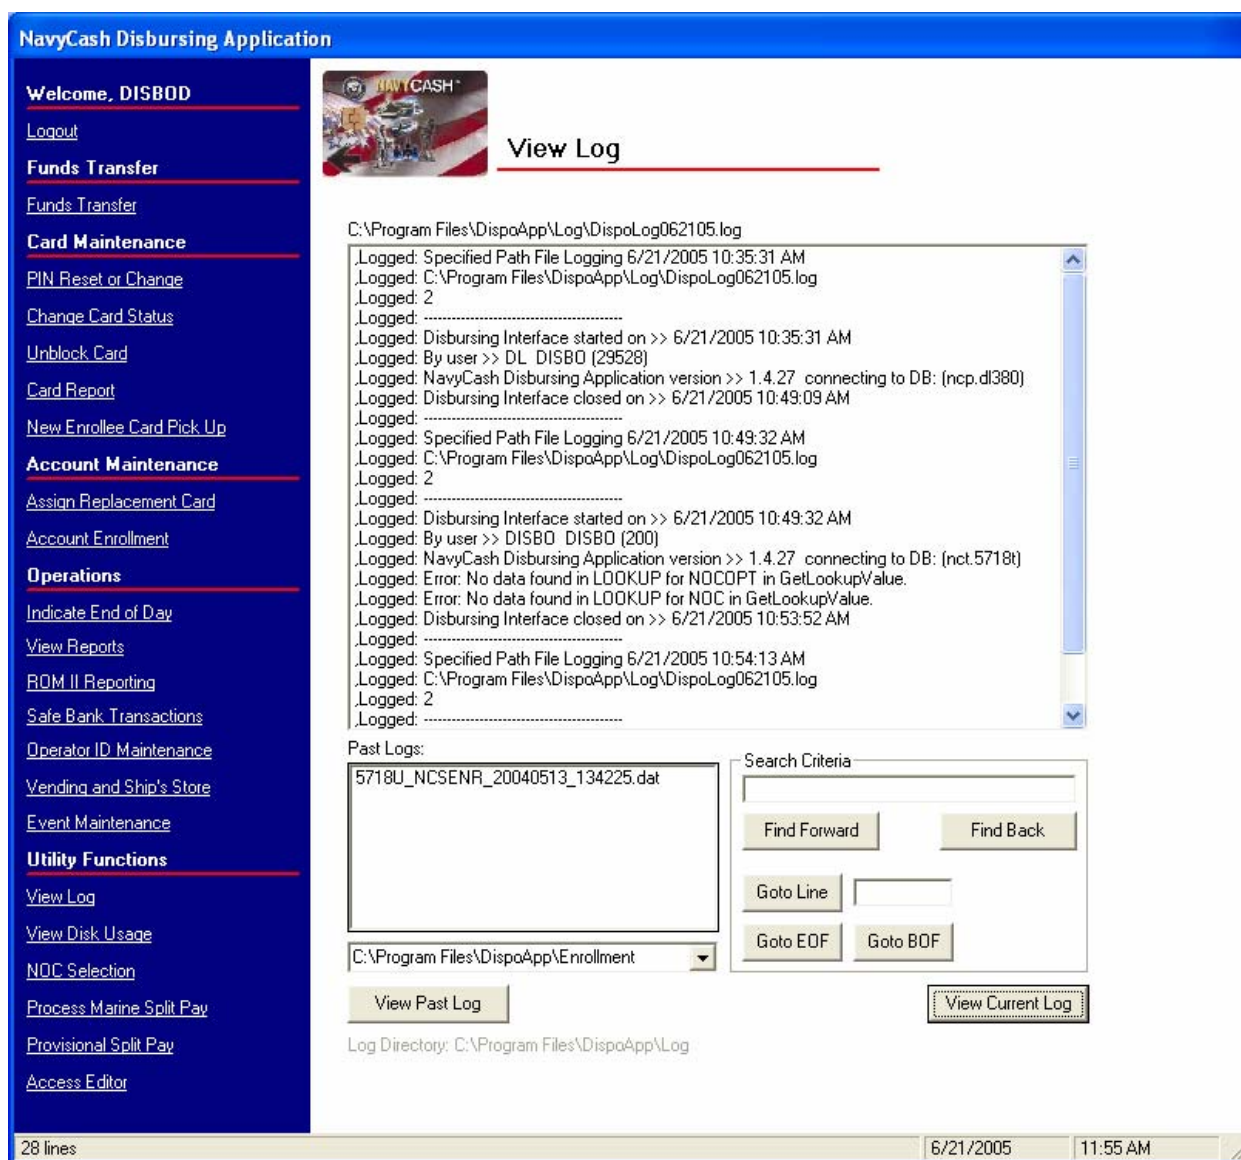 NavyCash Disbursing Application
Welcome, DISBOD
Logout
Funds Transfer
Funds Transfer
Card Maintenance
PIN Reset or Change
Change Card Status
Unblock Card
Card Report
New Enrollee Card Pick Up
Account Maintenance
Assign Replacement Card
Account Enrollment
Operations
Indicate End of Day
View Reports
ROM II Reporting
Safe Bank Transactions
Operator ID Maintenance
Vending and Ship's Store
Event Maintenance
Utility Functions
View Log
View Disk Usage
NOC Selection
Process Marine Split Pay
Provisional Split Pay
Access Editor
NAVYCASH
View Log
C:\Program Files\DispoApp\Log\DispoLog062105.log
,Logged: Specified Path File Logging 6/21/2005 10:35:31 AM
,Logged: C:\Program Files\DispoApp\Log\DispoLog062105.log
,Logged: 2
,Logged: ------------------------------------------
,Logged: Disbursing Interface started on >> 6/21/2005 10:35:31 AM
,Logged: By user >> DL  DISBO (29528)
,Logged: NavyCash Disbursing Application version >> 1.4.27  connecting to DB: (ncp.dl380)
,Logged: Disbursing Interface closed on >> 6/21/2005 10:49:09 AM
,Logged: ------------------------------------------
,Logged: Specified Path File Logging 6/21/2005 10:49:32 AM
,Logged: C:\Program Files\DispoApp\Log\DispoLog062105.log
,Logged: 2
,Logged: ------------------------------------------
,Logged: Disbursing Interface started on >> 6/21/2005 10:49:32 AM
,Logged: By user >> DISBO  DISBO (200)
,Logged: NavyCash Disbursing Application version >> 1.4.27  connecting to DB: (nct.5718t)
,Logged: Error: No data found in LOOKUP for NOCOPT in GetLookupValue.
,Logged: Error: No data found in LOOKUP for NOC in GetLookupValue.
,Logged: Disbursing Interface closed on >> 6/21/2005 10:53:52 AM
,Logged: ------------------------------------------
,Logged: Specified Path File Logging 6/21/2005 10:54:13 AM
,Logged: C:\Program Files\DispoApp\Log\DispoLog062105.log
,Logged: 2
,Logged: ------------------------------------------
Past Logs:
5718U_NCSENR_20040513_134225.dat
C:\Program Files\DispoApp\Enrollment
View Past Log
Search Criteria
Find Forward Find Back
Goto Line
Goto EOF Goto BOF
View Current Log
Log Directory: C:\Program Files\DispoApp\Log
28 lines 6/21/2005 11:55 AM